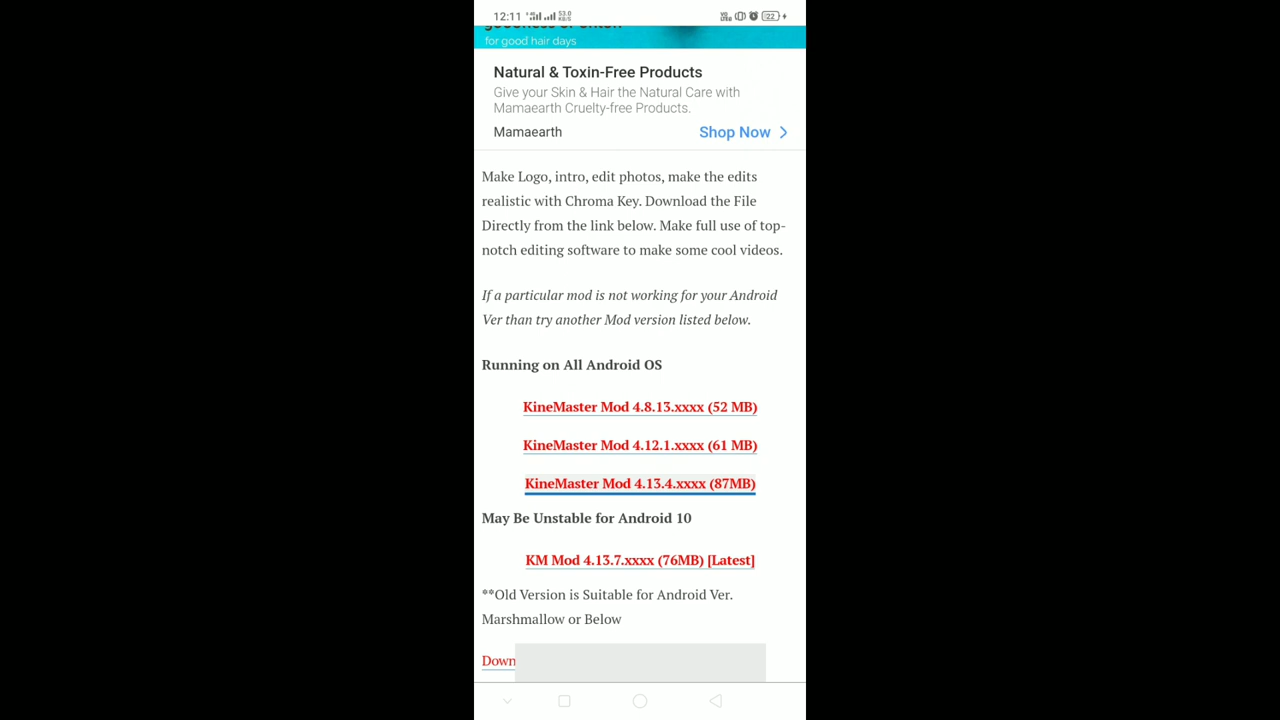 12:11
53.0
KB/S
22
for good hair days
Natural & Toxin-Free Products
Give your Skin & Hair the Natural Care with
Mamaearth Cruelty-free Products.
Mamaearth
Shop Now
Make Logo, intro, edit photos, make the edits
realistic with Chroma Key. Download the File
Directly from the link below. Make full use of top-
notch editing software to make some cool videos.
If a particular mod is not working for your Android
Ver than try another Mod version listed below.
Running on All Android OS
KineMaster Mod 4.8.13.xxxx (52 MB)
KineMaster Mod 4.12.1.xxxx (61 MB)
KineMaster Mod 4.13.4.xxxx (87MB)
May Be Unstable for Android 10
KM Mod 4.13.7.xxxx (76MB) [Latest]
**Old Version is Suitable for Android Ver.
Marshmallow or Below
Down